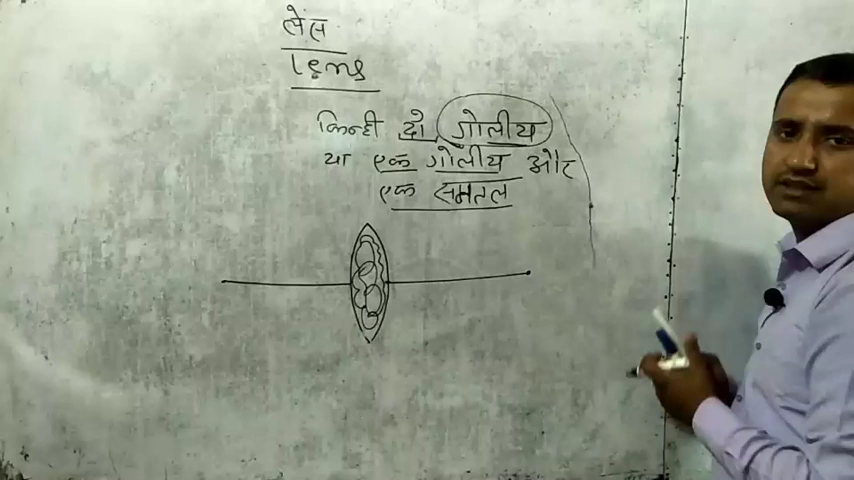 लेंस
lens
किन्ही दो गोलीय
या एक गोलीय और
एक समतल